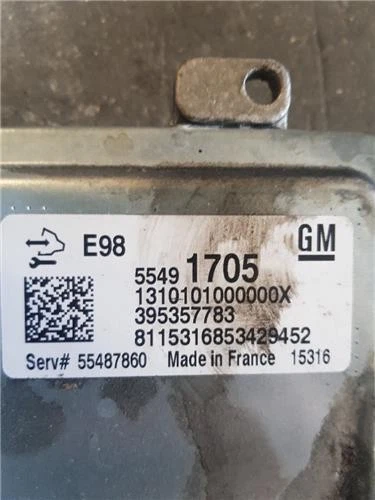 E98 GM
5549 1705
1310101000000X
395357783
8115316853429452
Serv# 55487860 Made in France 15316